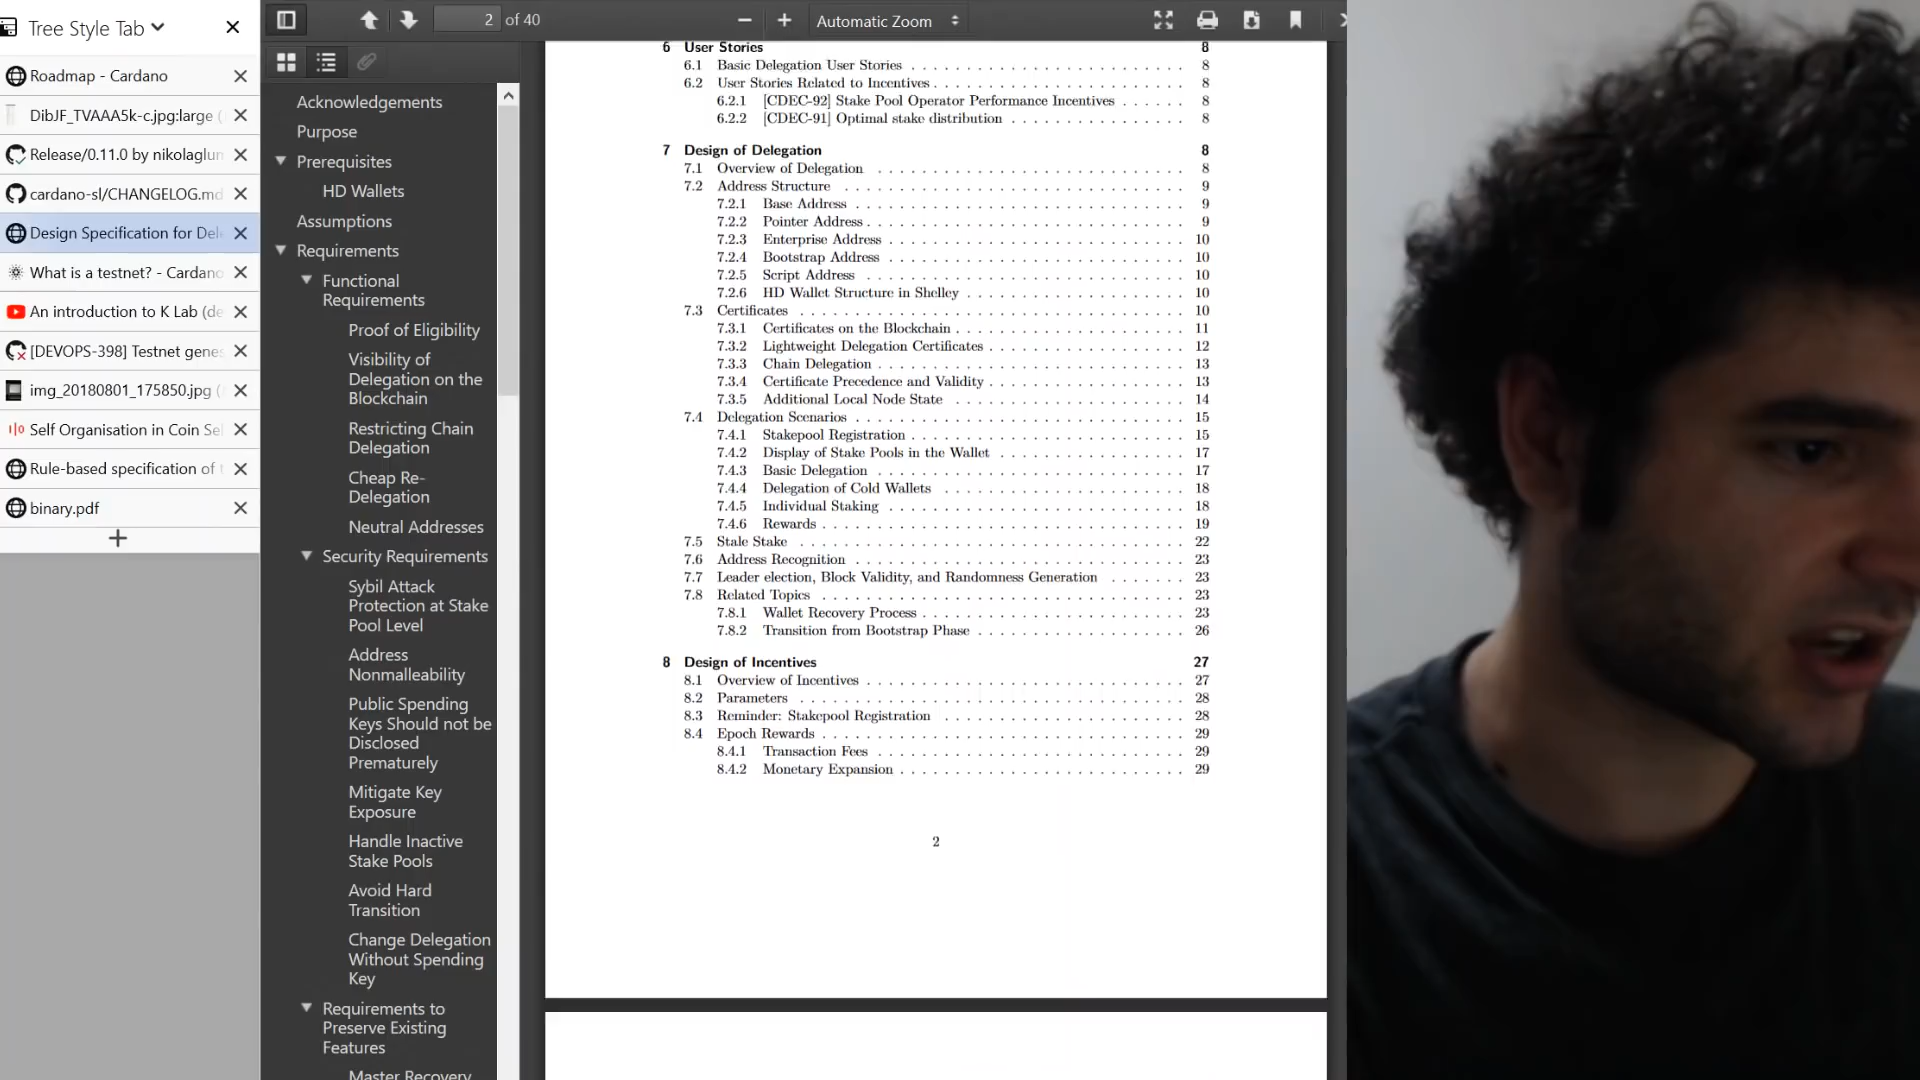 Tree Style Tab
Roadmap - Cardano
DibJF_TVAAA5k-c.jpg:large (
Release/0.11.0 by nikolaglun
cardano-sl/CHANGELOG.md
Design Specification for Dele
What is a testnet? - Cardano
An introduction to K Lab (de
[DEVOPS-398] Testnet gene
img_20180801_175850.jpg (
Self Organisation in Coin Sel
Rule-based specification of t
binary.pdf
2 of 40
Automatic Zoom
Acknowledgements
Purpose
Prerequisites
HD Wallets
Assumptions
Requirements
Functional
Requirements
Proof of Eligibility
Visibility of
Delegation on the
Blockchain
Restricting Chain
Delegation
Cheap Re-
Delegation
Neutral Addresses
Security Requirements
Sybil Attack
Protection at Stake
Pool Level
Address
Nonmalleability
Public Spending
Keys Should not be
Disclosed
Prematurely
Mitigate Key
Exposure
Handle Inactive
Stake Pools
Avoid Hard
Transition
Change Delegation
Without Spending
Key
Requirements to
Preserve Existing
Features
Master Recovery
6 User Stories 8
6.1 Basic Delegation User Stories . . . . . . . . . . 8
6.2 User Stories Related to Incentives . . . . . . . . . . 8
6.2.1 [CDEC-92] Stake Pool Operator Performance Incentives . . . . . 8
6.2.2 [CDEC-91] Optimal stake distribution . . . . . . . . . . 8
7 Design of Delegation 8
7.1 Overview of Delegation . . . . . . . . . . 8
7.2 Address Structure . . . . . . . . . . 9
7.2.1 Base Address . . . . . . . . . . 9
7.2.2 Pointer Address . . . . . . . . . . 9
7.2.3 Enterprise Address . . . . . . . . . . 10
7.2.4 Bootstrap Address . . . . . . . . . . 10
7.2.5 Script Address . . . . . . . . . . 10
7.2.6 HD Wallet Structure in Shelley . . . . . . . . . . 10
7.3 Certificates . . . . . . . . . . 10
7.3.1 Certificates on the Blockchain . . . . . . . . . . 11
7.3.2 Lightweight Delegation Certificates . . . . . . . . . . 12
7.3.3 Chain Delegation . . . . . . . . . . 13
7.3.4 Certificate Precedence and Validity . . . . . . . . . . 13
7.3.5 Additional Local Node State . . . . . . . . . . 14
7.4 Delegation Scenarios . . . . . . . . . . 15
7.4.1 Stakepool Registration . . . . . . . . . . 15
7.4.2 Display of Stake Pools in the Wallet . . . . . . . . . . 17
7.4.3 Basic Delegation . . . . . . . . . . 17
7.4.4 Delegation of Cold Wallets . . . . . . . . . . 18
7.4.5 Individual Staking . . . . . . . . . . 18
7.4.6 Rewards . . . . . . . . . . 19
7.5 Stale Stake . . . . . . . . . . 22
7.6 Address Recognition . . . . . . . . . . 23
7.7 Leader election, Block Validity, and Randomness Generation . . . . . . 23
7.8 Related Topics . . . . . . . . . . 23
7.8.1 Wallet Recovery Process . . . . . . . . . . 23
7.8.2 Transition from Bootstrap Phase . . . . . . . . . . 26
8 Design of Incentives 27
8.1 Overview of Incentives . . . . . . . . . . 27
8.2 Parameters . . . . . . . . . . 28
8.3 Reminder: Stakepool Registration . . . . . . . . . . 28
8.4 Epoch Rewards . . . . . . . . . . 29
8.4.1 Transaction Fees . . . . . . . . . . 29
8.4.2 Monetary Expansion . . . . . . . . . . 29
2